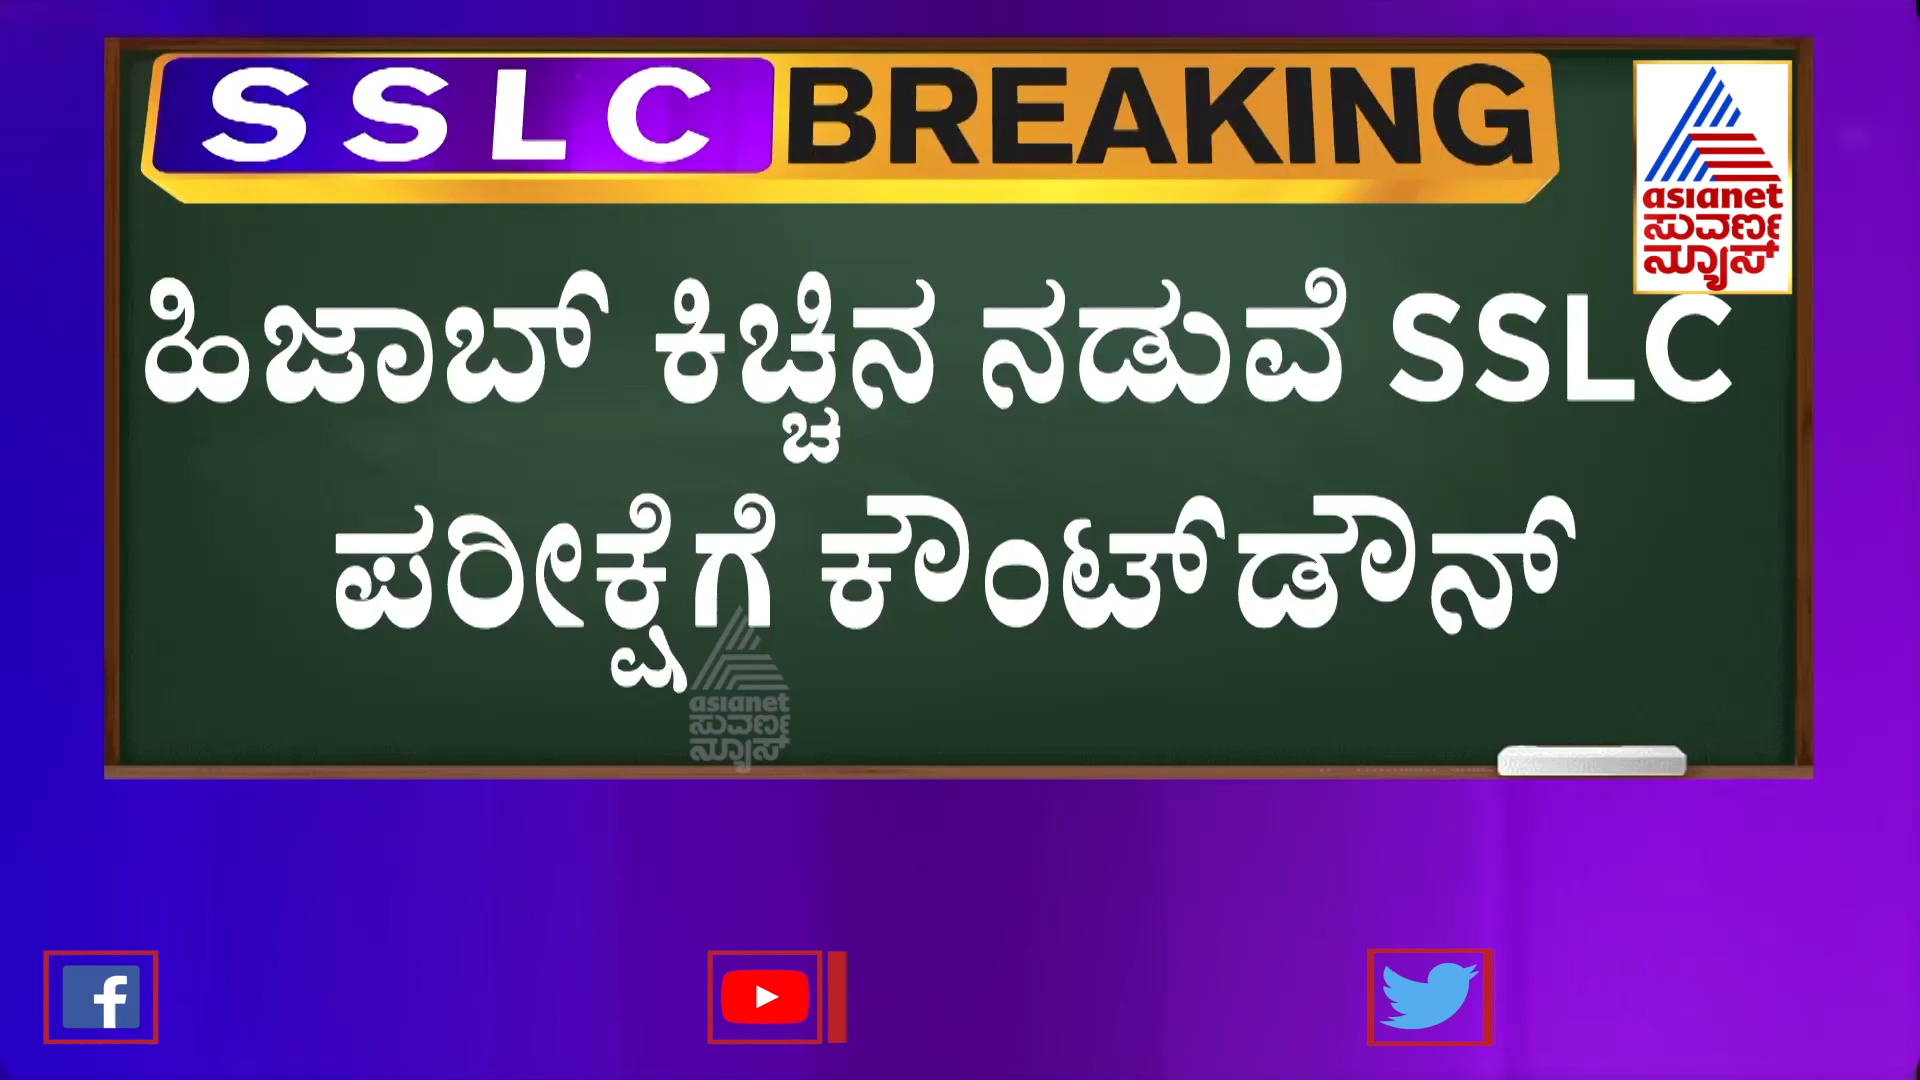 SSLC BREAKING
asianet
ಸುವರ್ಣ
ನ್ಯೂಸ್
ಹಿಜಾಬ್ ಕಿಚ್ಚಿನ ನಡುವೆ SSLC
ಪರೀಕ್ಷೆಗೆ ಕೌಂಟ್‌ಡೌನ್
asianet
ಸುವರ್ಣ
ನ್ಯೂಸ್